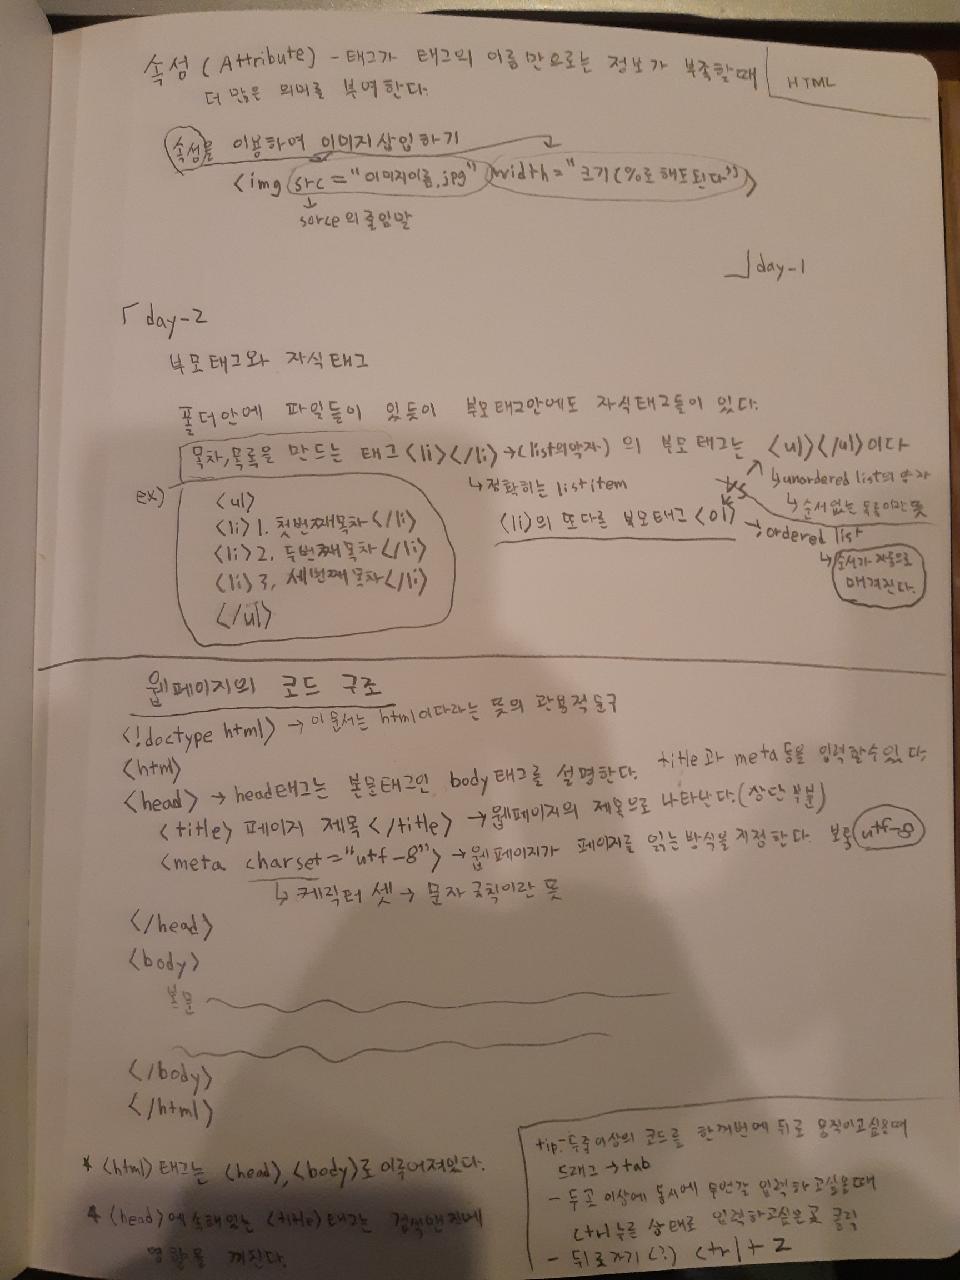 속성 (Attribute) - 태그가 태그의 이름만으로는 정보가 부족할때
더 많은 의미를 부여한다.
HTML
속성을 이용하여 이미지삽입하기
<img src="이미지이름.jpg" width="크기(%로 해도된다")>
↳ sorce의 줄임말
┘day-1
「 day-2
부모태그와 자식태그
폴더안에 파일들이 있듯이 부모태그안에도 자식태그들이 있다.
목차,목록을 만드는 태그<li></li>→(list의약자)의 부모태그는 <ul></ul>이다
↳정확히는 listitem
↳unordered list의 약자
↳순서없는 목록이란 뜻
VS
<li>의 또다른 부모태그 <ol> →ordered list
↳순서가 자동으로
매겨진다.
ex)
<ul>
<li>1. 첫번째목차</li>
<li>2. 두번째목차</li>
<li>3. 세번째목차</li>
</ul>
웹페이지의 코드 구조
<!doctype html> → 이 문서는 html이다라는 뜻의 관용적 문구
<html>
<head> → head태그는 본문태그인 body태그를 설명한다. title과 meta등을 입력할수있다.
<title> 페이지 제목</title> →웹페이지의 제목으로 나타난다.(상단부분)
<meta charset="utf-8"> →웹페이지가 페이지를 읽는방식을 지정한다. 보통 utf-8
↳케릭터 셋→ 문자 규칙이란 뜻
</head>
<body>
본문
</body>
</html>
* <html>태그는 <head>,<body>로 이루어져있다.
* <head>에 속해있는 <title>태그는 검색엔진에
영향을 끼친다.
tip-두줄이상의 코드를 한꺼번에 뒤로 움직이고싶을때
드래그→tab
- 두곳 이상에 동시에 무언갈 입력하고싶을때
ctrl누른 상태로 입력하고싶은곳 클릭
- 뒤로가기(?) ctrl + z